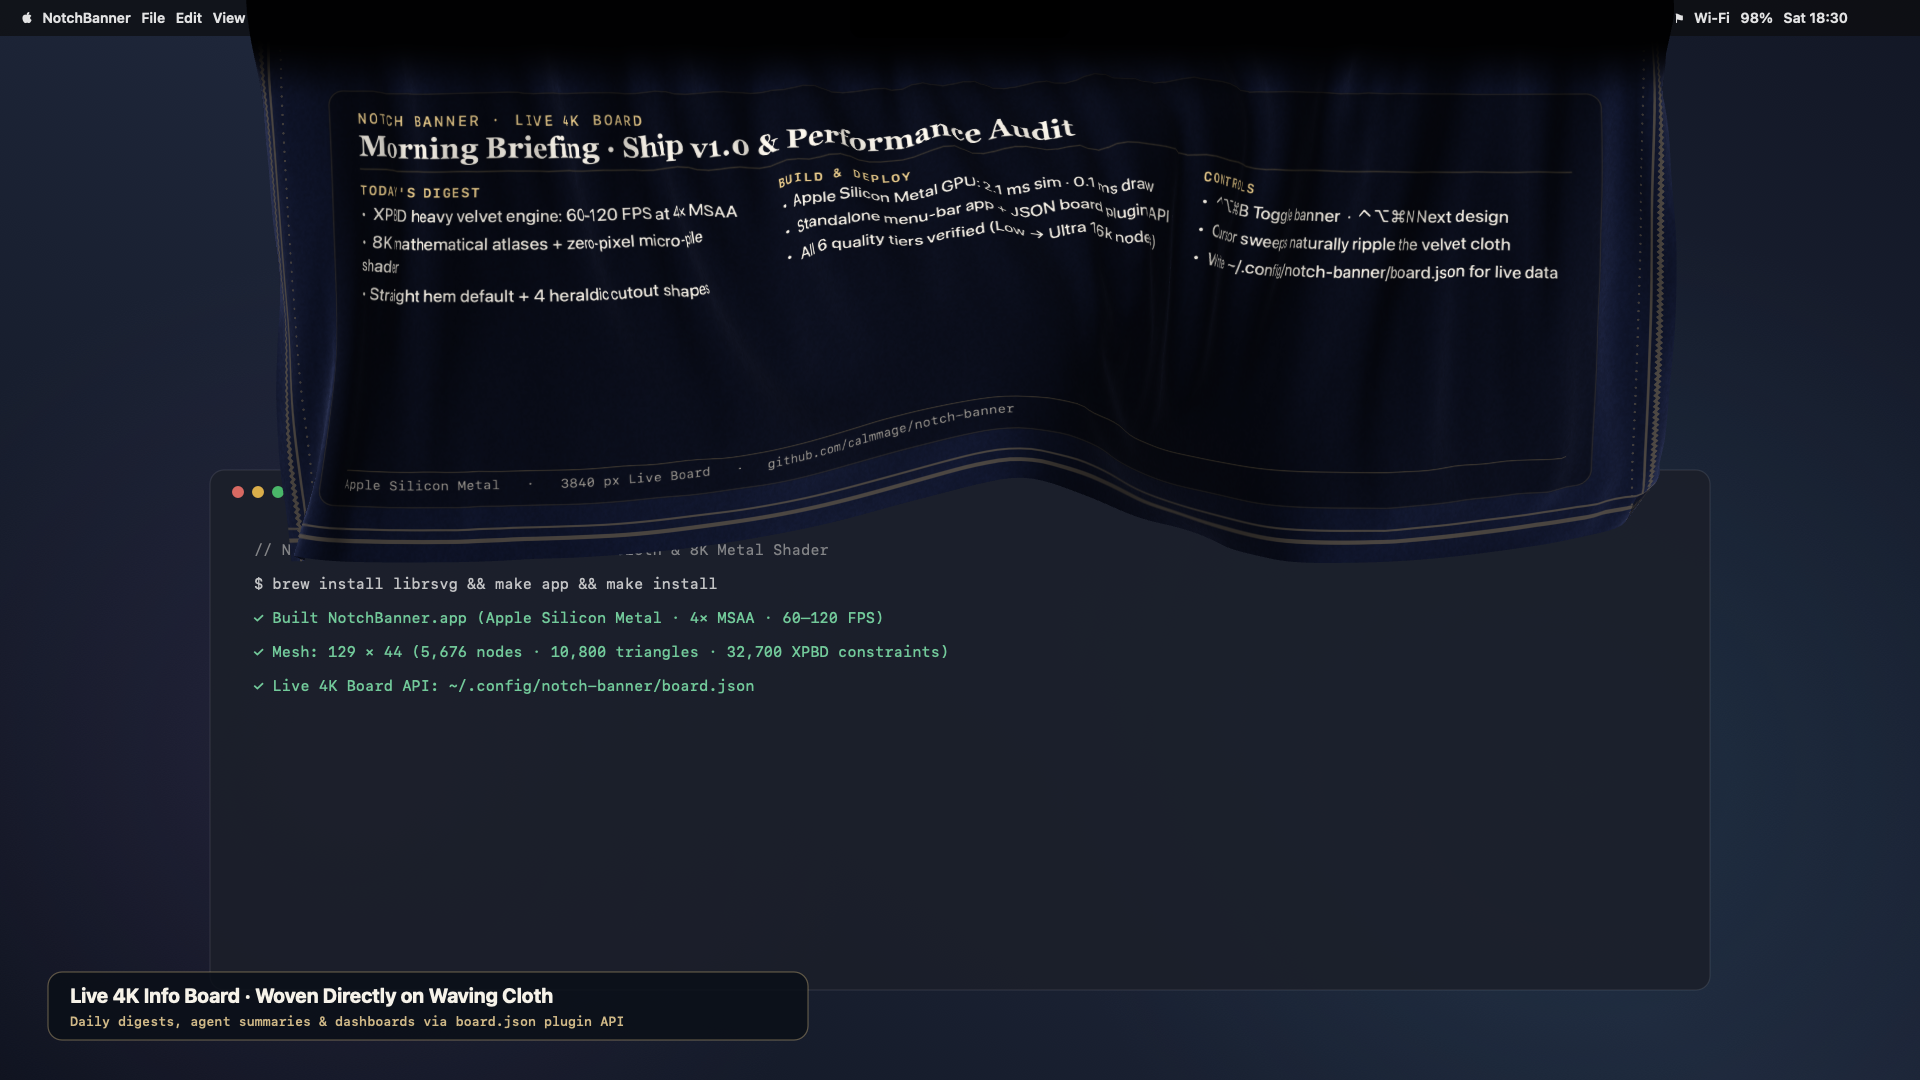 NotchBanner File Edit View
Wi-Fi 98% Sat 18:30
NOTCH BANNER · LIVE 4K BOARD
Morning Briefing · Ship v1.0 & Performance Audit
TODAY'S DIGEST
· XPBD heavy velvet engine: 60-120 FPS at 4x MSAA
· 8K mathematical atlases + zero-pixel micro-pile
shader
· Straight hem default + 4 heraldic cutout shapes
BUILD & DEPLOY
• Apple Silicon Metal GPU: 2.1 ms sim · 0.1 ms draw
• Standalone menu-bar app + JSON board plugin API
• All 6 quality tiers verified (Low → Ultra 16k node)
CONTROLS
• ^⌥⌘B Toggle banner · ^⌥⌘N Next design
• Cursor sweeps naturally ripple the velvet cloth
• Write ~/.config/notch-banner/board.json for live data
Apple Silicon Metal · 3840 px Live Board · github.com/calmmage/notch-banner
// N & 8K Metal Shader
$ brew install librsvg && make app && make install
✓ Built NotchBanner.app (Apple Silicon Metal · 4× MSAA · 60–120 FPS)
✓ Mesh: 129 × 44 (5,676 nodes · 10,800 triangles · 32,700 XPBD constraints)
✓ Live 4K Board API: ~/.config/notch-banner/board.json
Live 4K Info Board · Woven Directly on Waving Cloth
Daily digests, agent summaries & dashboards via board.json plugin API